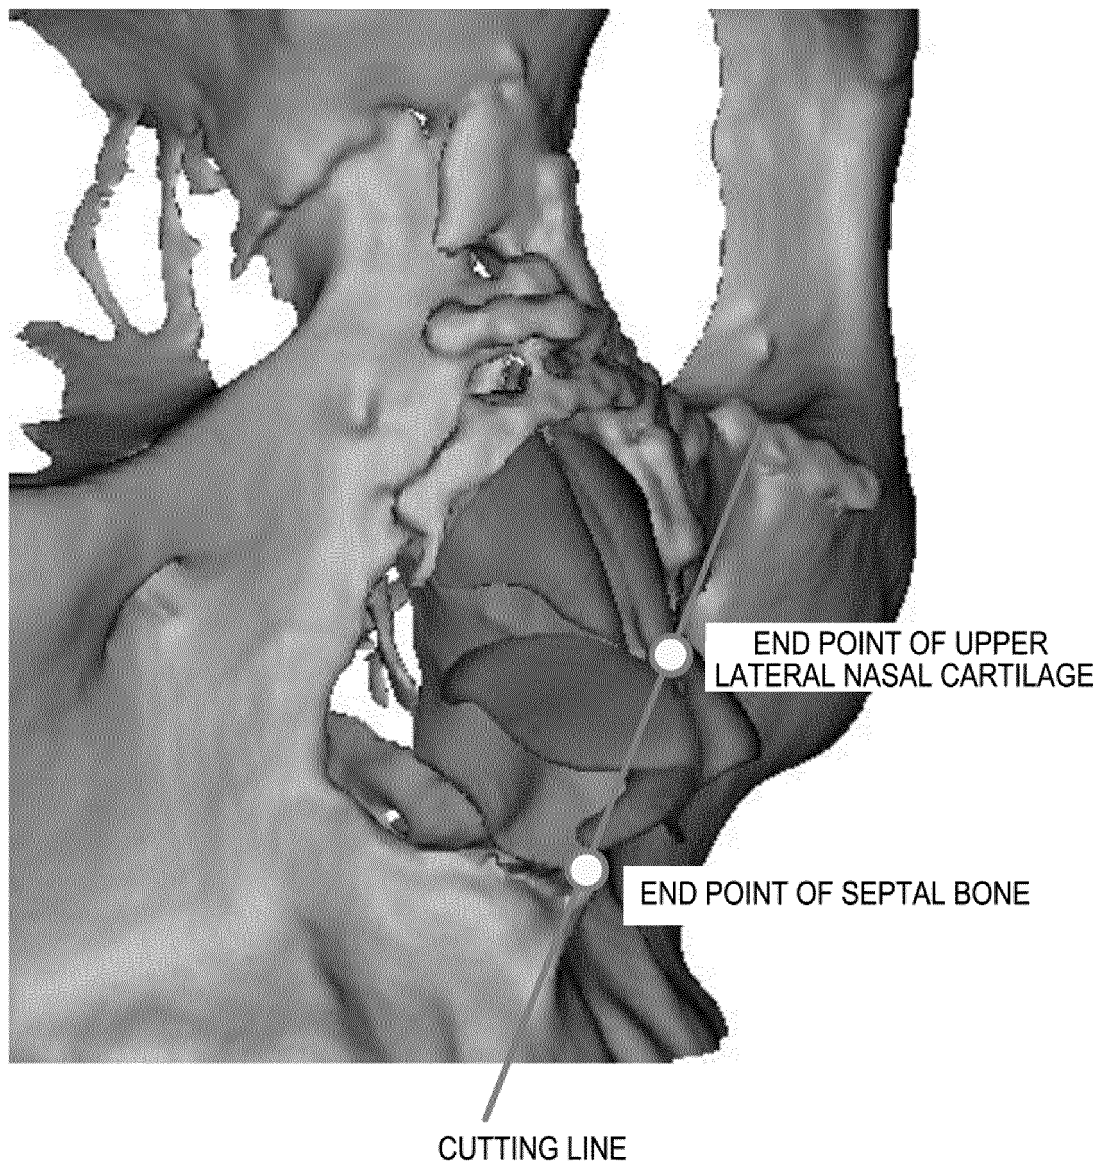 END POINT OF UPPER
LATERAL NASAL CARTILAGE
END POINT OF SEPTAL BONE
CUTTING LINE